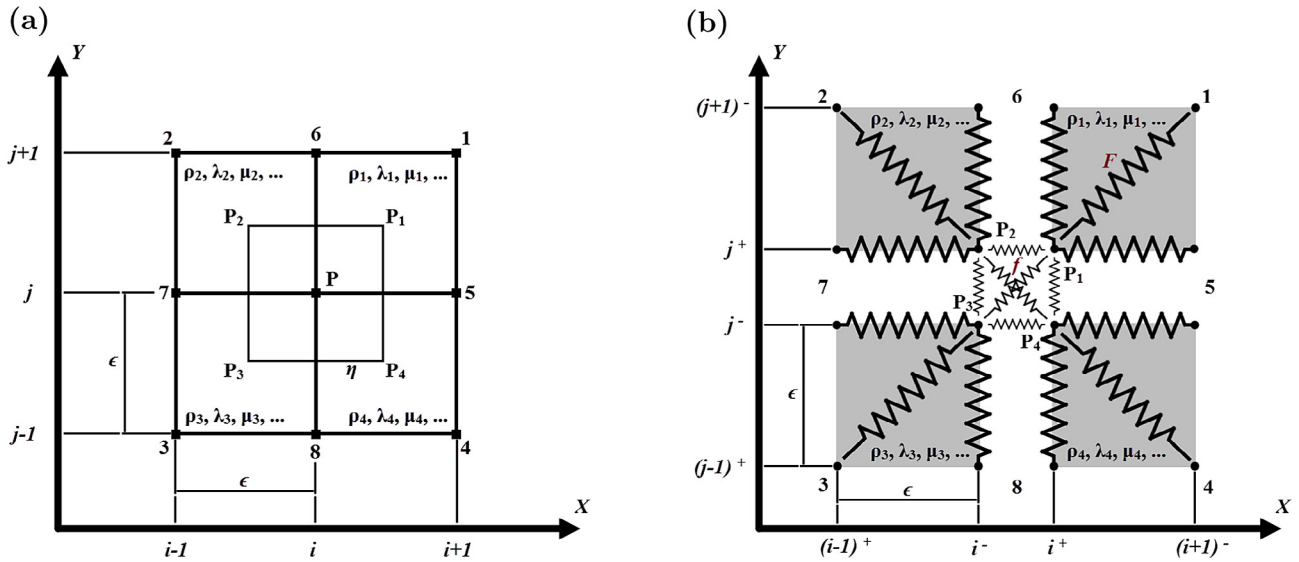 (a)
Y
2
6
1
j+1
ρ2, λ2, μ2, ...
ρ1, λ1, μ1, ...
P2
P1
P
j
7
5
ϵ
P3
η
P4
ρ3, λ3, μ3, ...
ρ4, λ4, μ4, ...
j-1
3
8
4
ϵ
X
i-1
i
i+1
(b)
Y
(j+1)-
2
6
1
ρ2, λ2, μ2, ...
ρ1, λ1, μ1, ...
F
P2
j+
f
P1
7
5
P3
j-
P4
ϵ
ρ3, λ3, μ3, ...
ρ4, λ4, μ4, ...
(j-1)+
3
ϵ
8
4
X
(i-1)+
i-
i+
(i+1)-